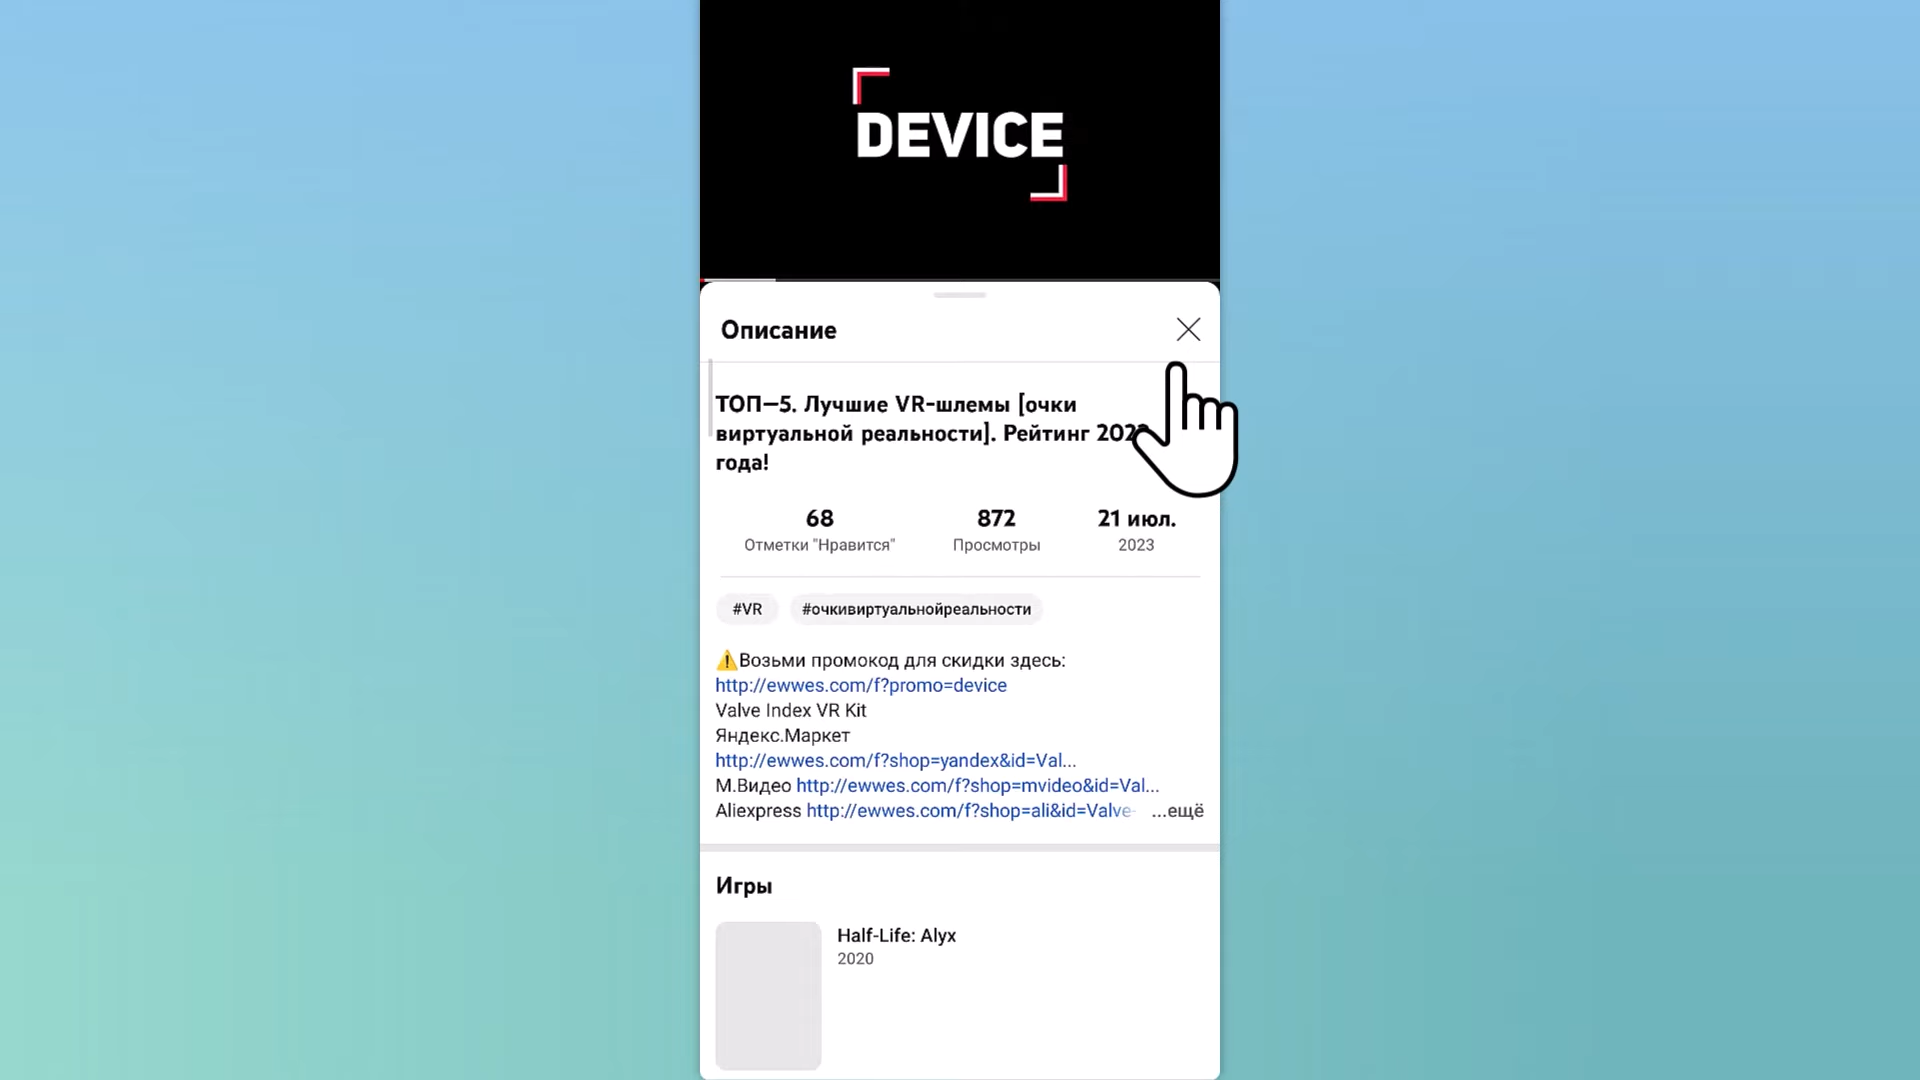 DEVICE
Описание
ТОП—5. Лучшие VR-шлемы [очки
виртуальной реальности]. Рейтинг
года!
68
Отметки "Нравится"
872
Просмотры
21 июл.
2023
#VR
#очкивиртуальнойреальности
⚠️Возьми промокод для скидки здесь:
http://ewwes.com/f?promo=device
Valve Index VR Kit
Яндекс.Маркет
http://ewwes.com/f?shop=yandex&id=Val...
М.Видео http://ewwes.com/f?shop=mvideo&id=Val...
Aliexpress http://ewwes.com/f?shop=ali&id=Valve- ...ещё
Игры
Half-Life: Alyx
2020